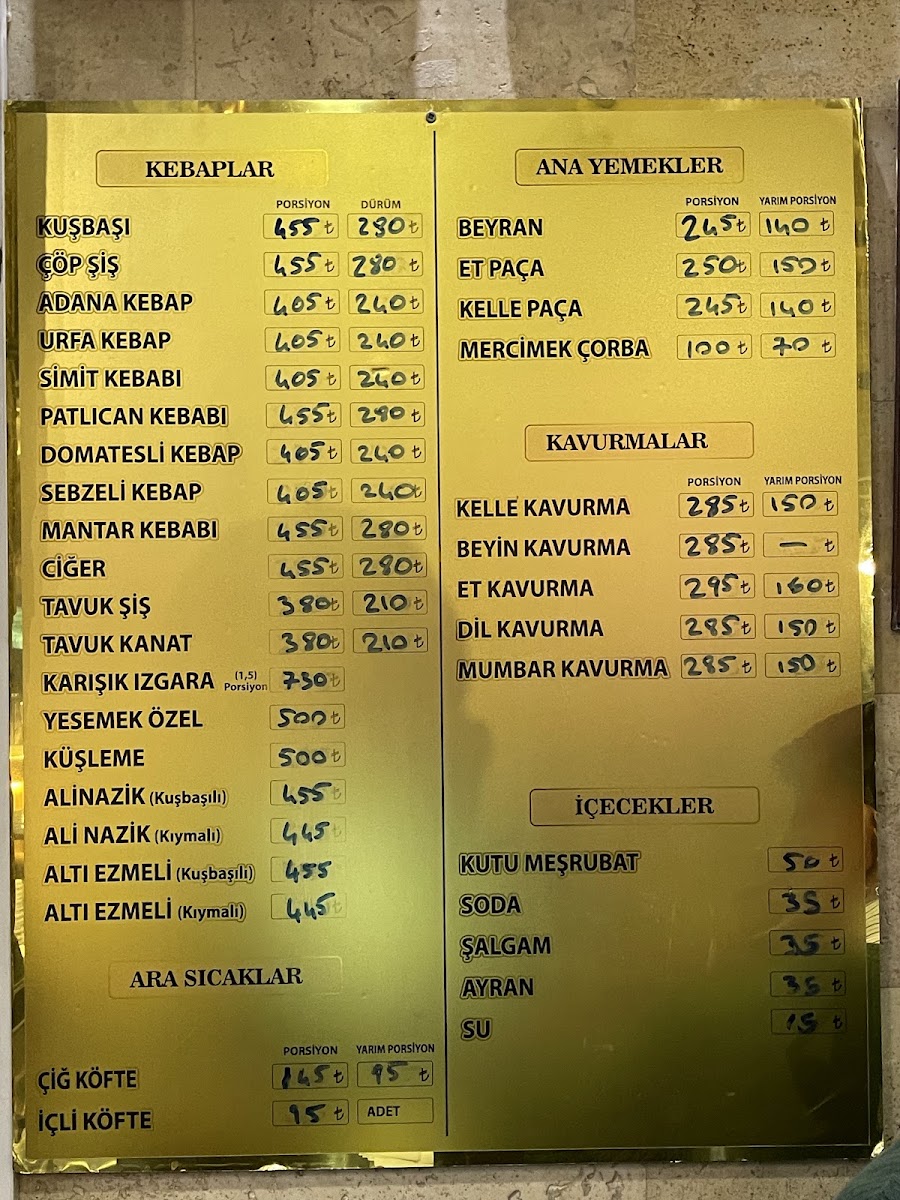 KEBAPLAR
PORSİYON DÜRÜM
KUŞBAŞI 455 ₺ 280 ₺
ÇÖP ŞİŞ 455 ₺ 280 ₺
ADANA KEBAP 405 ₺ 240 ₺
URFA KEBAP 405 ₺ 240 ₺
SİMİT KEBABI 405 ₺ 240 ₺
PATLICAN KEBABI 455 ₺ 280 ₺
DOMATESLİ KEBAP 405 ₺ 240 ₺
SEBZELİ KEBAP 405 ₺ 240 ₺
MANTAR KEBABI 455 ₺ 280 ₺
CİĞER 455 ₺ 280 ₺
TAVUK ŞİŞ 380 ₺ 210 ₺
TAVUK KANAT 380 ₺ 210 ₺
KARIŞIK IZGARA (1,5) Porsiyon 730 ₺
YESEMEK ÖZEL 500 ₺
KÜŞLEME 500 ₺
ALİNAZİK (Kuşbaşılı) 455 ₺
ALİ NAZİK (Kıymalı) 445 ₺
ALTI EZMELİ (Kuşbaşılı) 455
ALTI EZMELİ (Kıymalı) 445 ₺
ARA SICAKLAR
PORSİYON YARIM PORSİYON
ÇİĞ KÖFTE 145 ₺ 95 ₺
İÇLİ KÖFTE 95 ₺ ADET
ANA YEMEKLER
PORSİYON YARIM PORSİYON
BEYRAN 245 ₺ 140 ₺
ET PAÇA 250 ₺ 150 ₺
KELLE PAÇA 245 ₺ 140 ₺
MERCİMEK ÇORBA 100 ₺ 70 ₺
KAVURMALAR
PORSİYON YARIM PORSİYON
KELLE KAVURMA 285 ₺ 150 ₺
BEYİN KAVURMA 285 ₺ — ₺
ET KAVURMA 295 ₺ 160 ₺
DİL KAVURMA 285 ₺ 150 ₺
MUMBAR KAVURMA 285 ₺ 150 ₺
İÇECEKLER
KUTU MEŞRUBAT 50 ₺
SODA 35 ₺
ŞALGAM 35 ₺
AYRAN 35 ₺
SU 15 ₺